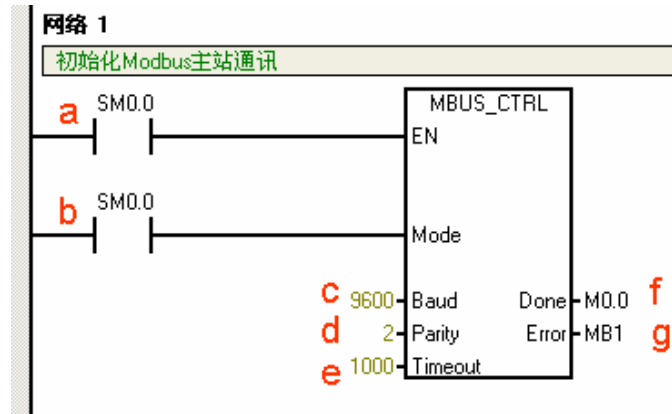 网络 1
初始化Modbus主站通讯
a SM0.0 MBUS_CTRL
EN
b SM0.0
Mode
c 9600 Baud Done M0.0 f
d 2 Parity Error MB1 g
e 1000 Timeout